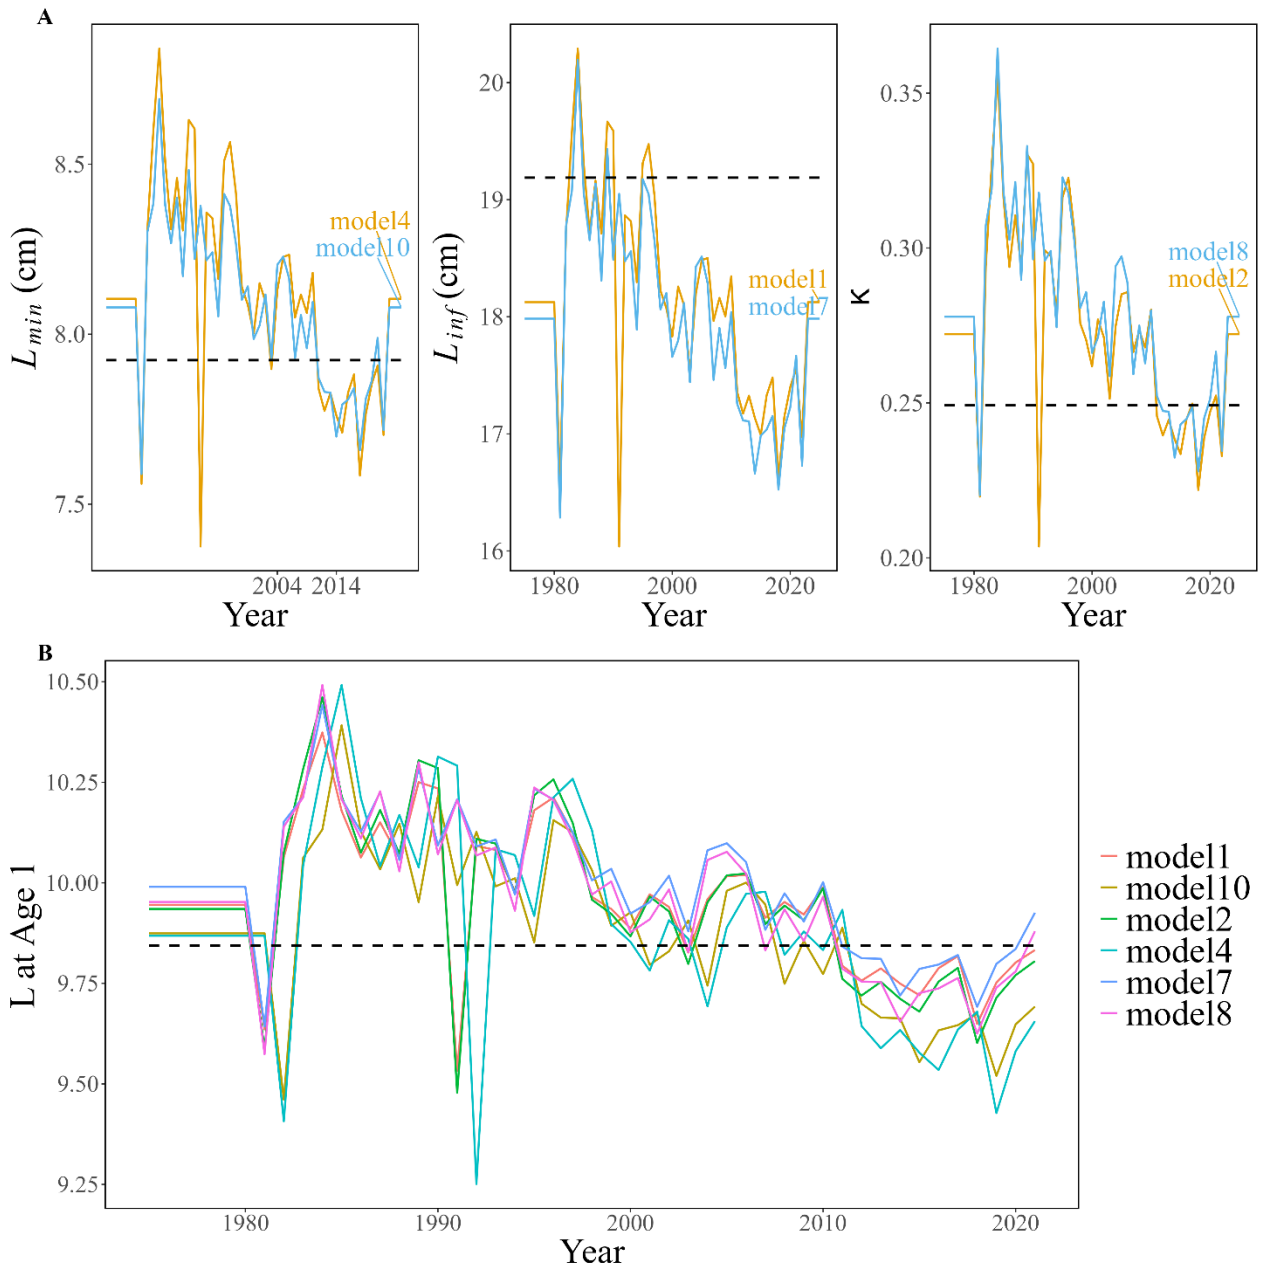 A
L min (cm)
8.5
8.0
7.5
model4
model10
2004 2014
Year
L inf (cm)
20
19
18
17
16
model1
model7
1980 2000 2020
Year
K
0.35
0.30
0.25
0.20
model8
model2
1980 2000 2020
Year
B
L at Age 1
10.50
10.25
10.00
9.75
9.50
9.25
1980 1990 2000 2010 2020
Year
model1
model10
model2
model4
model7
model8